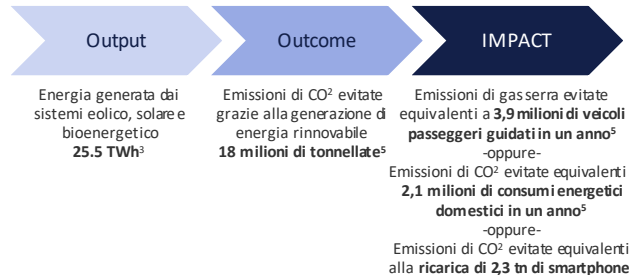 Output
Outcome
IMPACT
Energia generata dai
sistemi eolico, solare e
bioenergetico
25.5 TWh³
Emissioni di CO² evitate
grazie alla generazione di
energia rinnovabile
18 milioni di tonnellate⁵
Emissioni di gas serra evitate
equivalenti a 3,9 milioni di veicoli
passeggeri guidati in un anno⁵
-oppure-
Emissioni di CO² evitate equivalenti
2,1 milioni di consumi energetici
domestici in un anno⁵
-oppure-
Emissioni di CO² evitate equivalenti
alla ricarica di 2,3 tn di smartphone